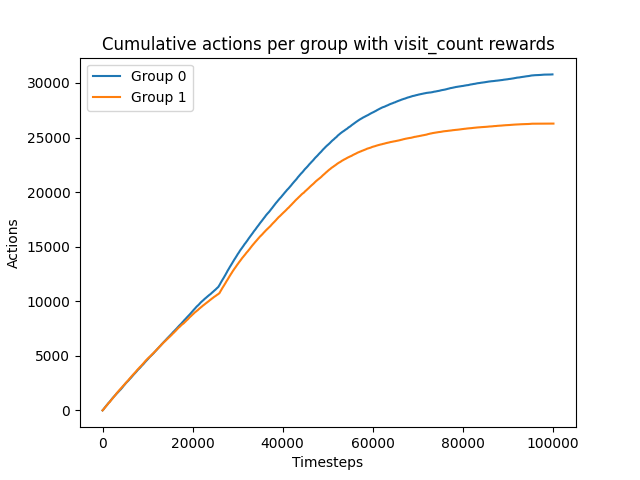 Cumulative actions per group with visit_count rewards
Group 0
Group 1
Actions
30000
25000
20000
15000
10000
5000
0
0 20000 40000 60000 80000 100000
Timesteps